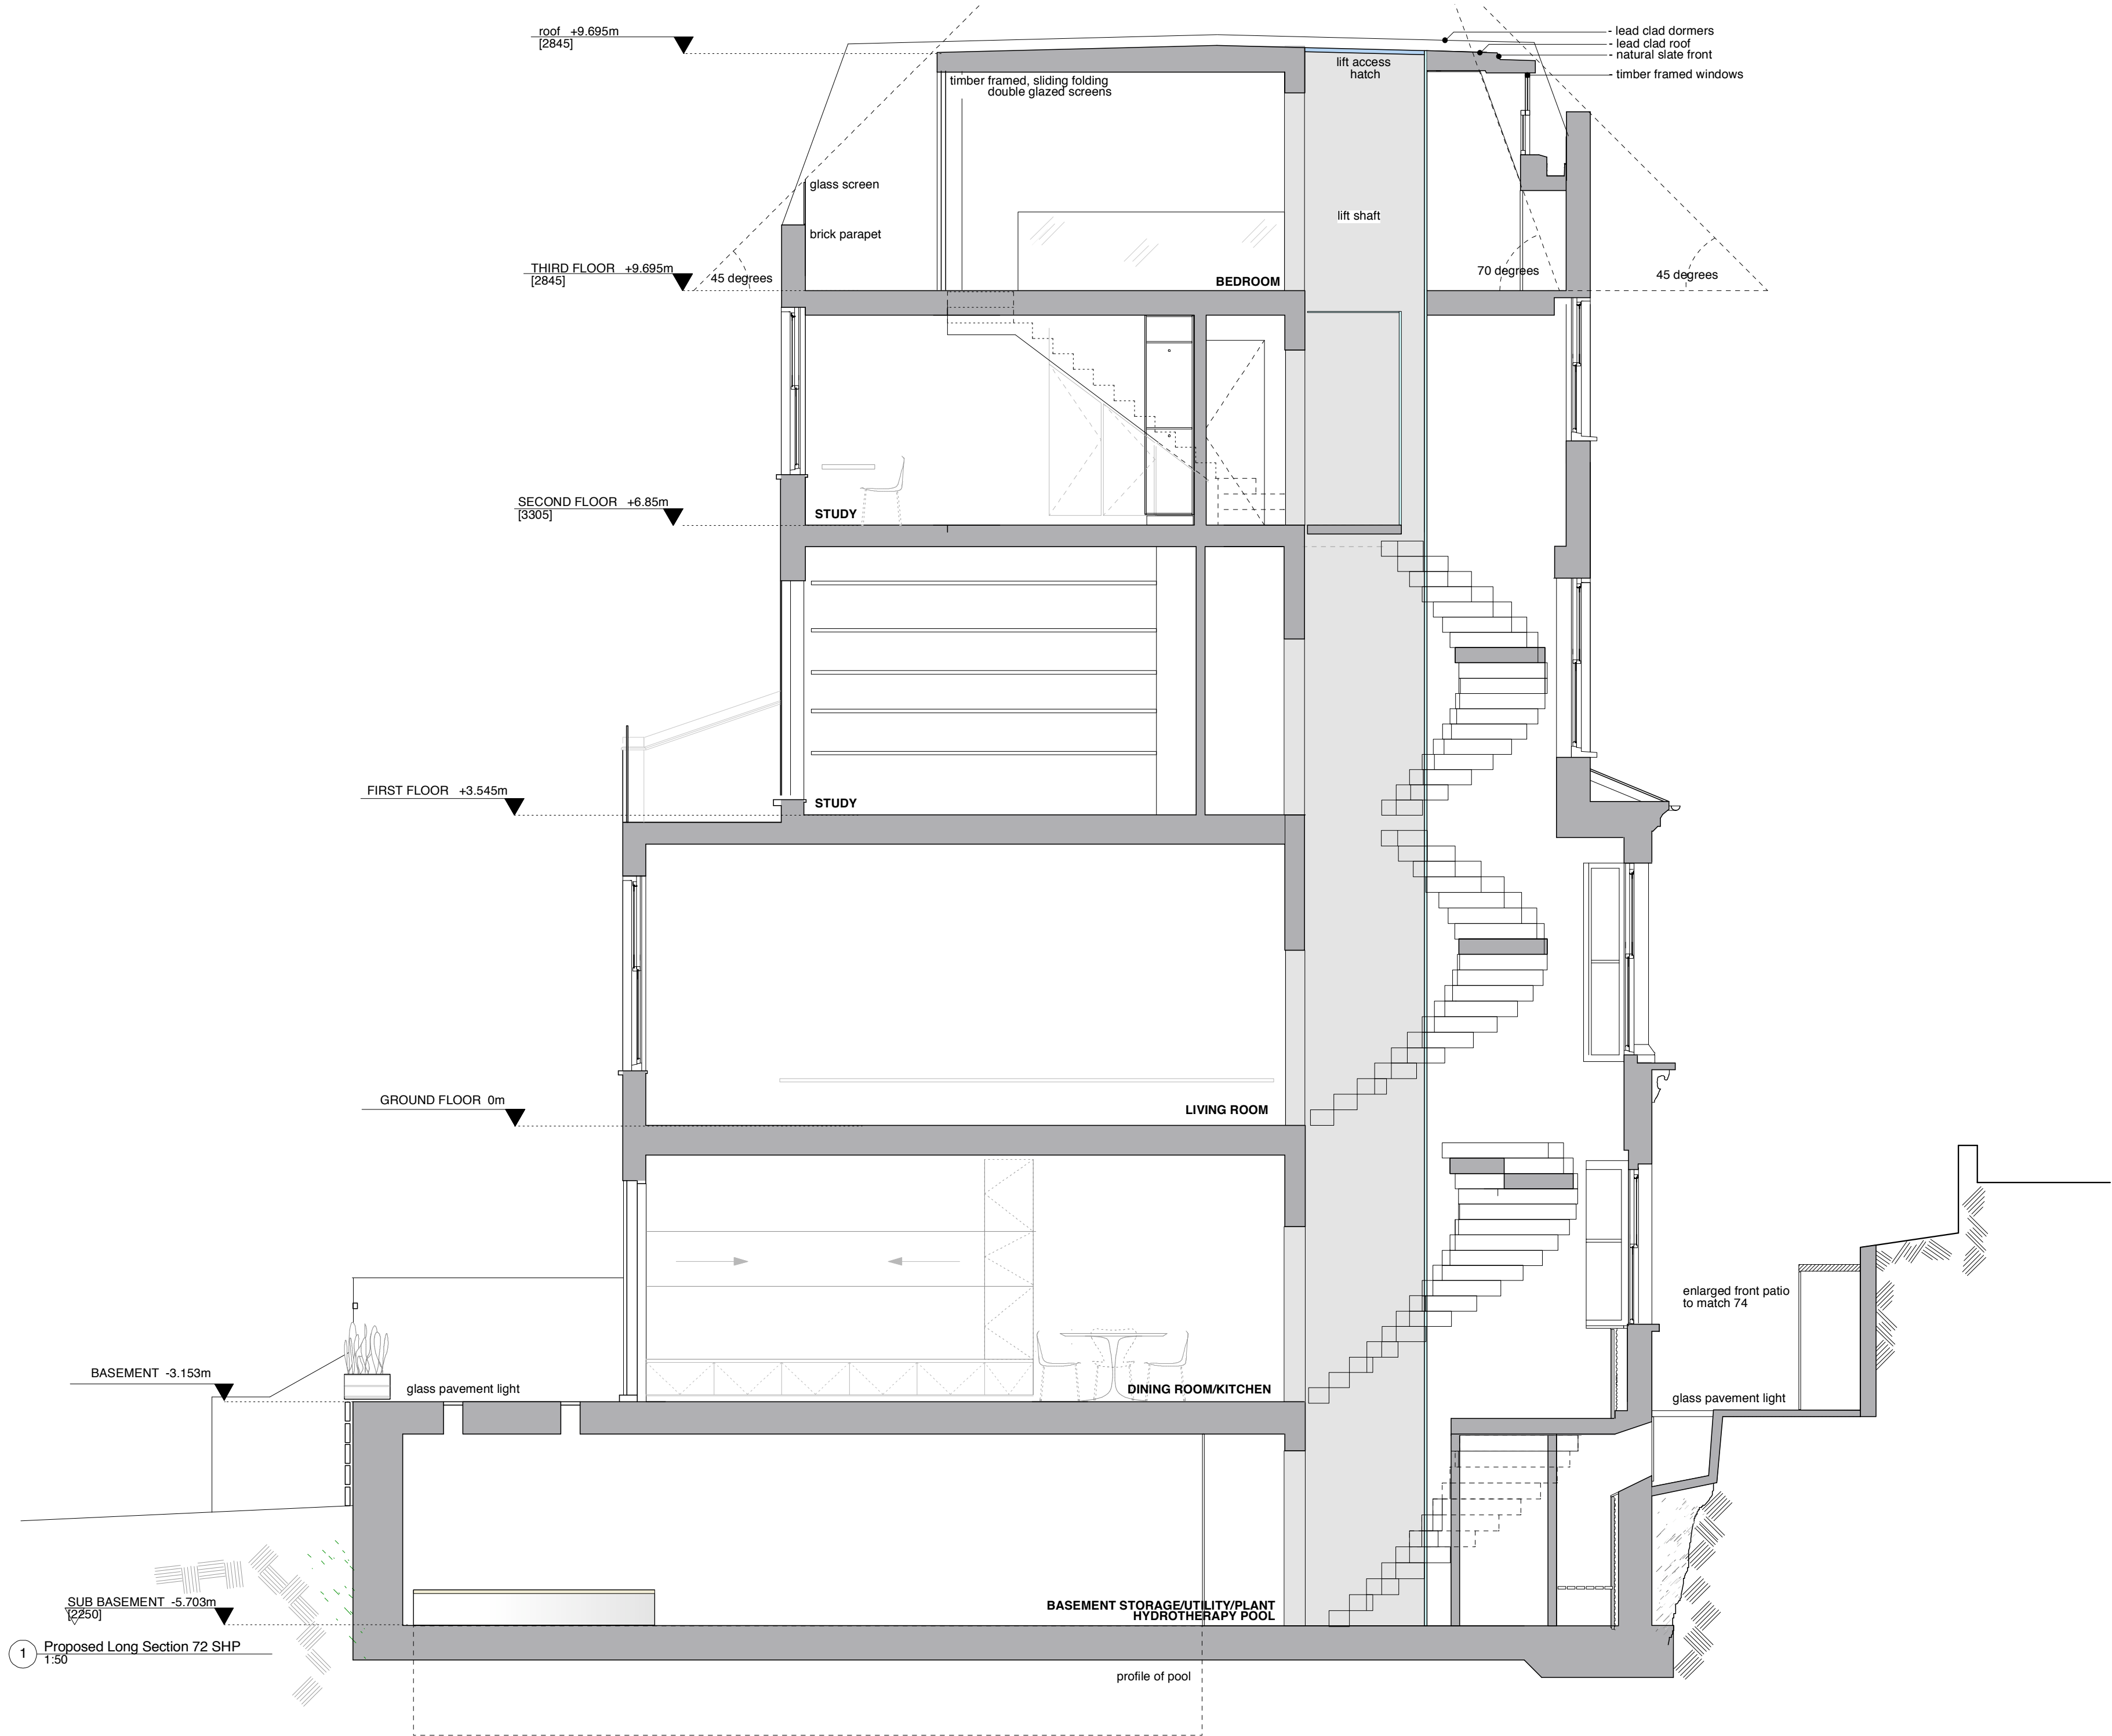 roof +9.695m
[2845]
- lead clad dormers
- lead clad roof
- natural slate front
- timber framed windows
lift access
hatch
timber framed, sliding folding
double glazed screens
glass screen
lift shaft
brick parapet
THIRD FLOOR +9.695m
[2845]
45 degrees
BEDROOM
70 degrees
45 degrees
SECOND FLOOR +6.85m
[3305]
STUDY
FIRST FLOOR +3.545m
STUDY
GROUND FLOOR 0m
LIVING ROOM
enlarged front patio
to match 74
BASEMENT -3.153m
glass pavement light
DINING ROOM/KITCHEN
glass pavement light
SUB BASEMENT -5.703m
[2250]
BASEMENT STORAGE/UTILITY/PLANT
HYDROTHERAPY POOL
1 Proposed Long Section 72 SHP
1:50
profile of pool